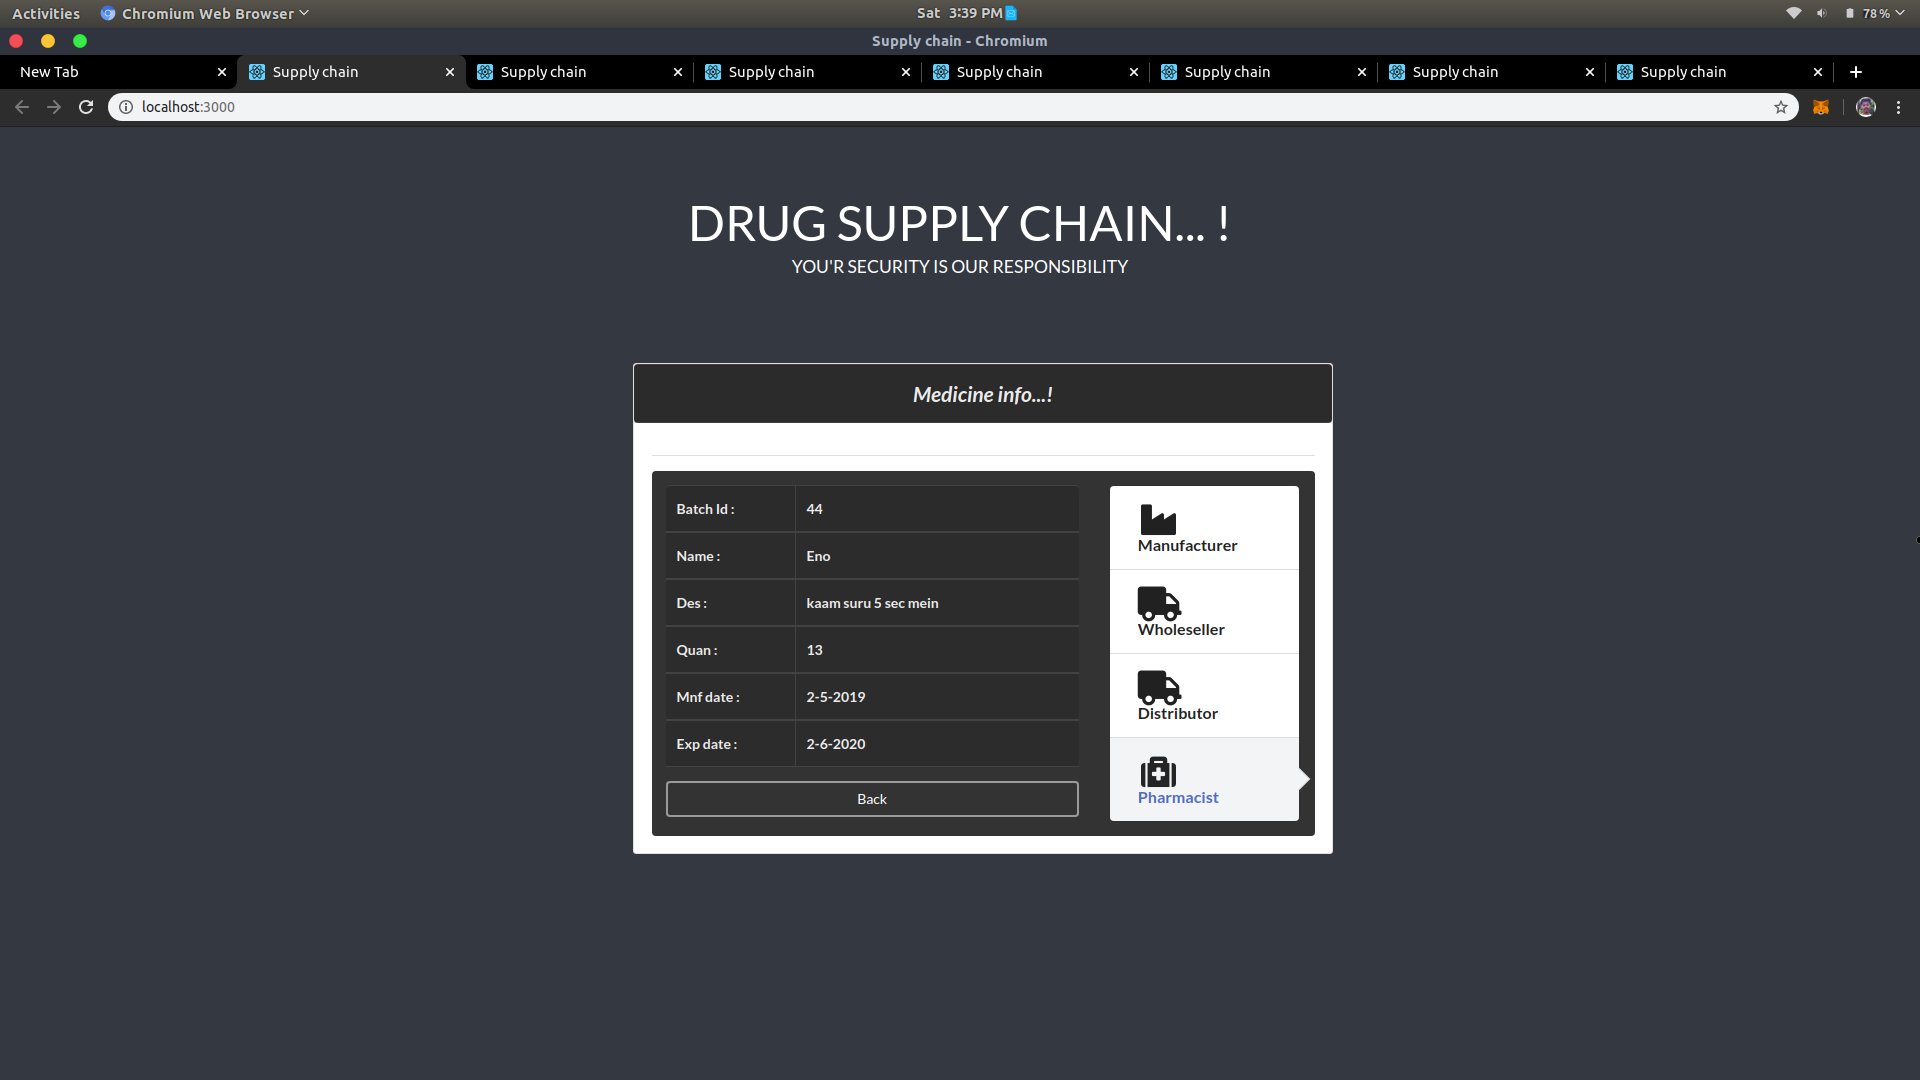 Activities Chromium Web Browser Sat 3:39 PM 78 %
Supply chain - Chromium
New Tab Supply chain Supply chain Supply chain Supply chain Supply chain Supply chain Supply chain
localhost:3000
DRUG SUPPLY CHAIN... !
YOU'R SECURITY IS OUR RESPONSIBILITY
Medicine info...!
Batch Id : 44
Name : Eno
Des : kaam suru 5 sec mein
Quan : 13
Mnf date : 2-5-2019
Exp date : 2-6-2020
Back
Manufacturer
Wholeseller
Distributor
Pharmacist